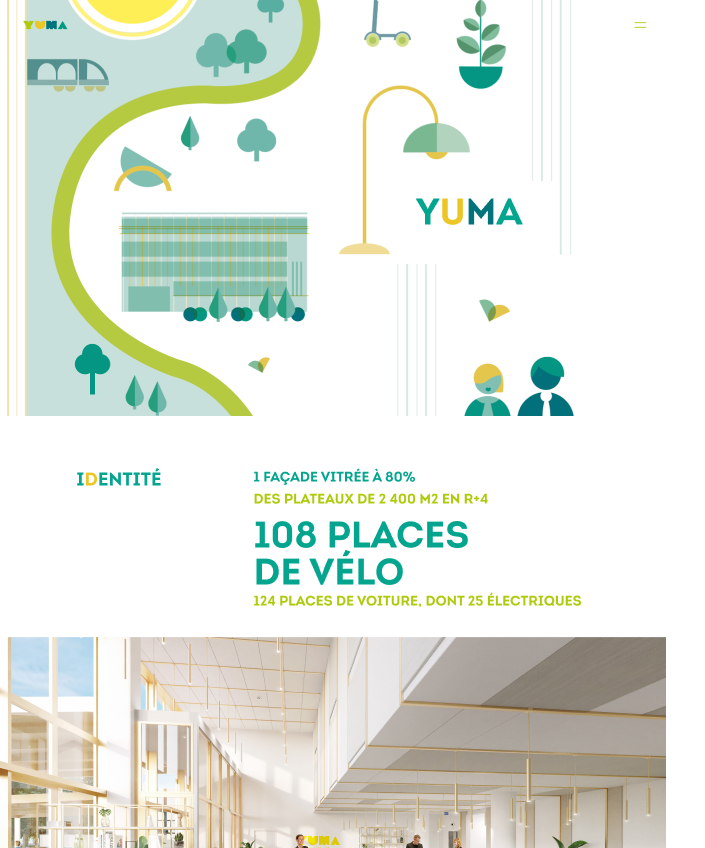 YUMA
YUMA
IDENTITÉ
1 FAÇADE VITRÉE À 80%
DES PLATEAUX DE 2 400 M2 EN R+4
108 PLACES
DE VÉLO
124 PLACES DE VOITURE, DONT 25 ÉLECTRIQUES
YUMA